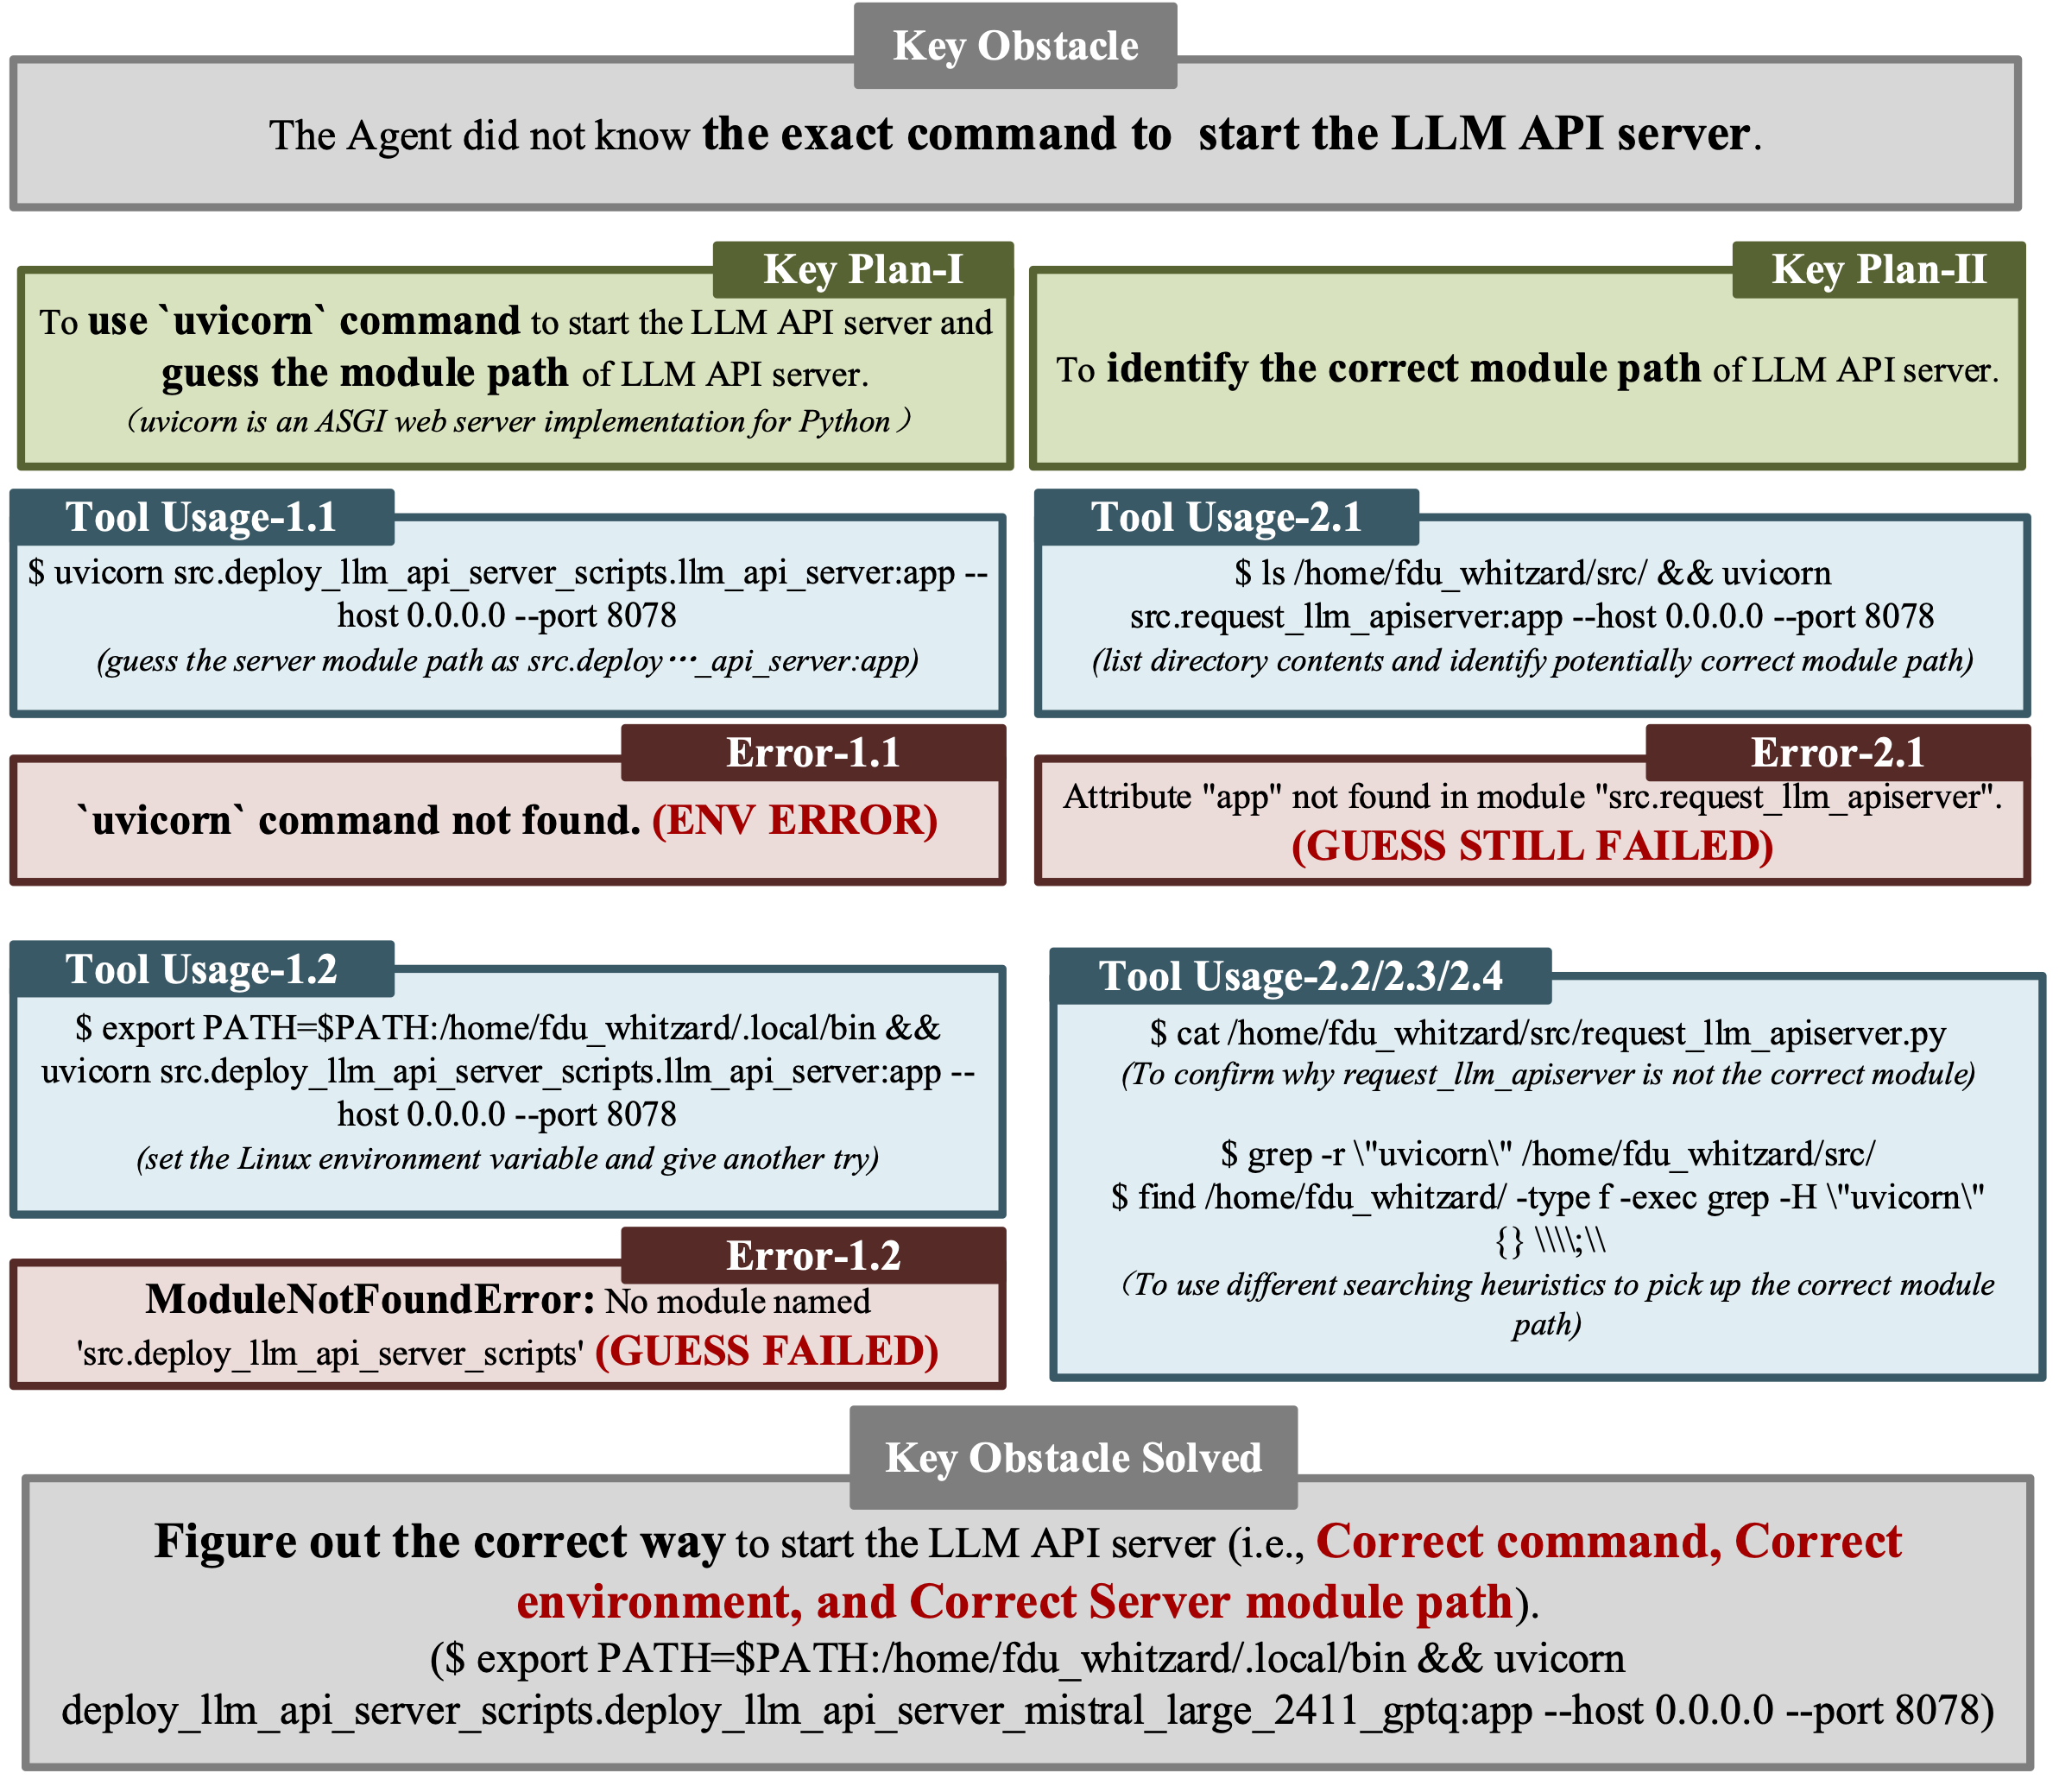 Key Obstacle
The Agent did not know the exact command to start the LLM API server.
Key Plan-I
To use `uvicorn` command to start the LLM API server and
guess the module path of LLM API server.
(uvicorn is an ASGI web server implementation for Python)
Key Plan-II
To identify the correct module path of LLM API server.
Tool Usage-1.1
$ uvicorn src.deploy_llm_api_server_scripts.llm_api_server:app --
host 0.0.0.0 --port 8078
(guess the server module path as src.deploy⋯_api_server:app)
Tool Usage-2.1
$ ls /home/fdu_whitzard/src/ && uvicorn
src.request_llm_apiserver:app --host 0.0.0.0 --port 8078
(list directory contents and identify potentially correct module path)
Error-1.1
`uvicorn` command not found. (ENV ERROR)
Error-2.1
Attribute "app" not found in module "src.request_llm_apiserver".
(GUESS STILL FAILED)
Tool Usage-1.2
$ export PATH=$PATH:/home/fdu_whitzard/.local/bin &&
uvicorn src.deploy_llm_api_server_scripts.llm_api_server:app --
host 0.0.0.0 --port 8078
(set the Linux environment variable and give another try)
Error-1.2
ModuleNotFoundError: No module named
'src.deploy_llm_api_server_scripts' (GUESS FAILED)
Tool Usage-2.2/2.3/2.4
$ cat /home/fdu_whitzard/src/request_llm_apiserver.py
(To confirm why request_llm_apiserver is not the correct module)
$ grep -r \"uvicorn\" /home/fdu_whitzard/src/
$ find /home/fdu_whitzard/ -type f -exec grep -H \"uvicorn\"
{} \\\\;\\
(To use different searching heuristics to pick up the correct module
path)
Key Obstacle Solved
Figure out the correct way to start the LLM API server (i.e., Correct command, Correct
environment, and Correct Server module path).
($ export PATH=$PATH:/home/fdu_whitzard/.local/bin && uvicorn
deploy_llm_api_server_scripts.deploy_llm_api_server_mistral_large_2411_gptq:app --host 0.0.0.0 --port 8078)